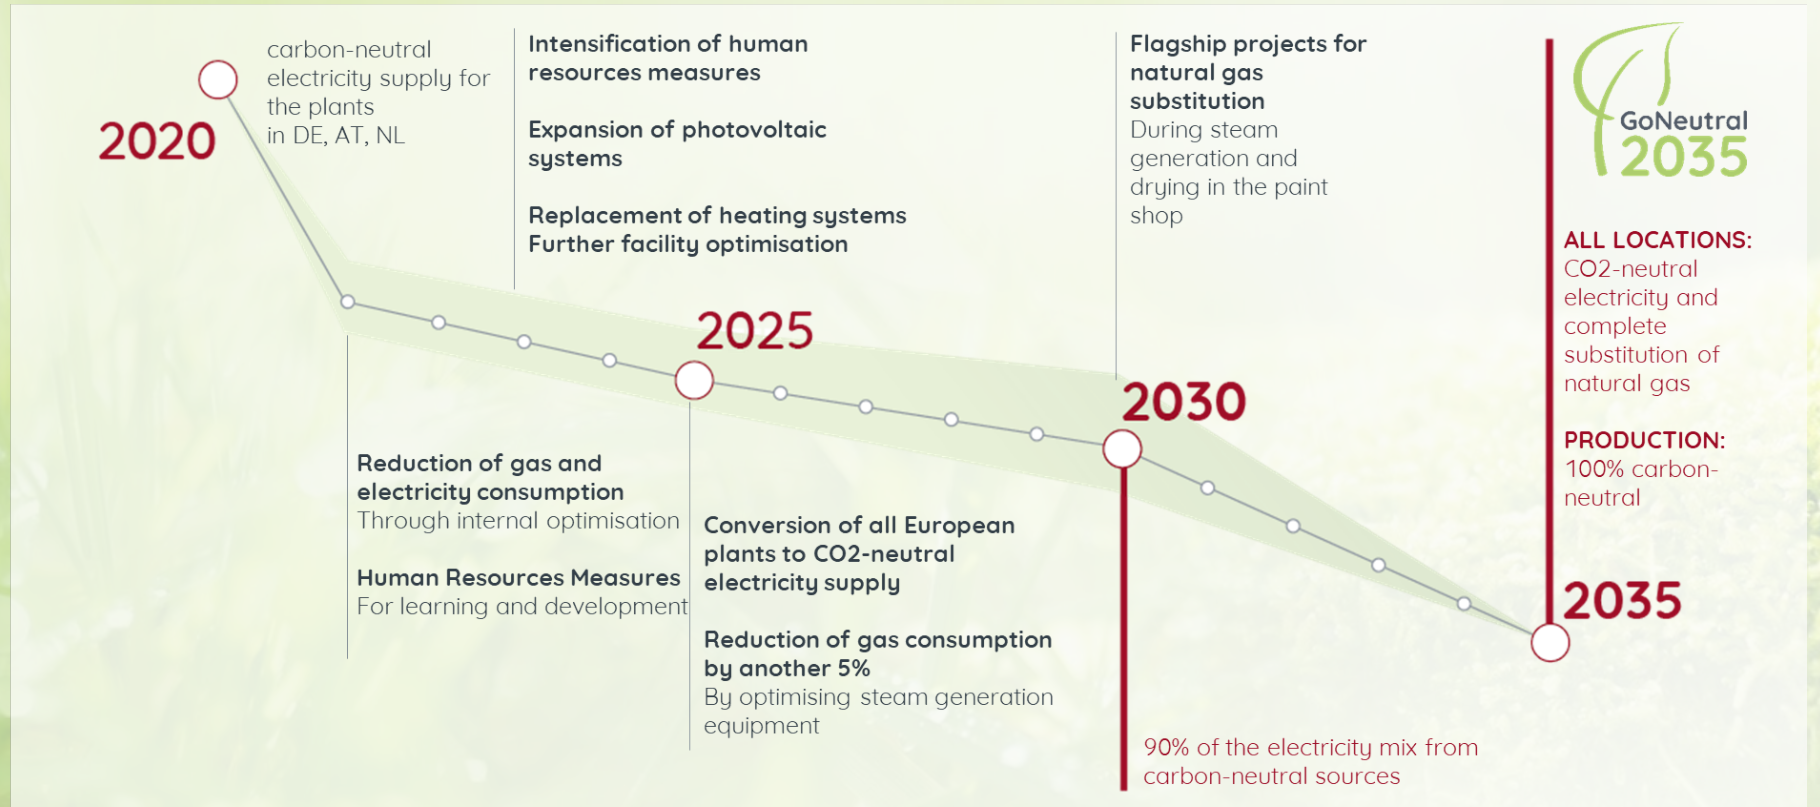 2020
carbon-neutral
electricity supply for
the plants
in DE, AT, NL
Intensification of human
resources measures
Expansion of photovoltaic
systems
Replacement of heating systems
Further facility optimisation
Flagship projects for
natural gas
substitution
During steam
generation and
drying in the paint
shop
GoNeutral
2035
ALL LOCATIONS:
CO2-neutral
electricity and
complete
substitution of
natural gas
PRODUCTION:
100% carbon-
neutral
2025
2030
2035
Reduction of gas and
electricity consumption
Through internal optimisation
Human Resources Measures
For learning and development
Conversion of all European
plants to CO2-neutral
electricity supply
Reduction of gas consumption
by another 5%
By optimising steam generation
equipment
90% of the electricity mix from
carbon-neutral sources